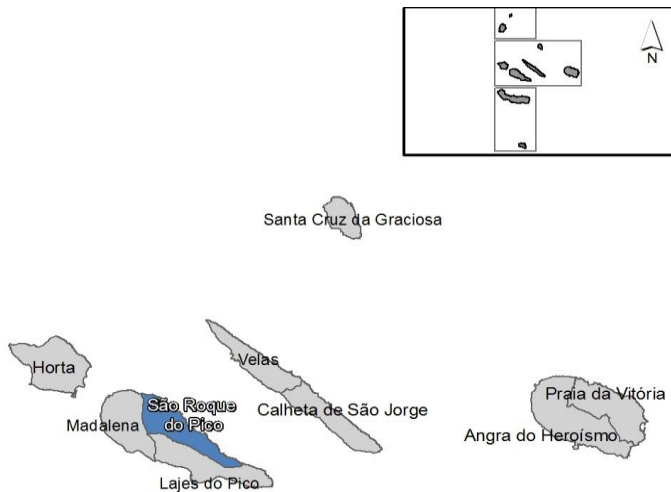 N
Santa Cruz da Graciosa
Horta
Velas
São Roque
do Pico
Madalena
Calheta de São Jorge
Praia da Vitória
Angra do Heroísmo
Lajes do Pico